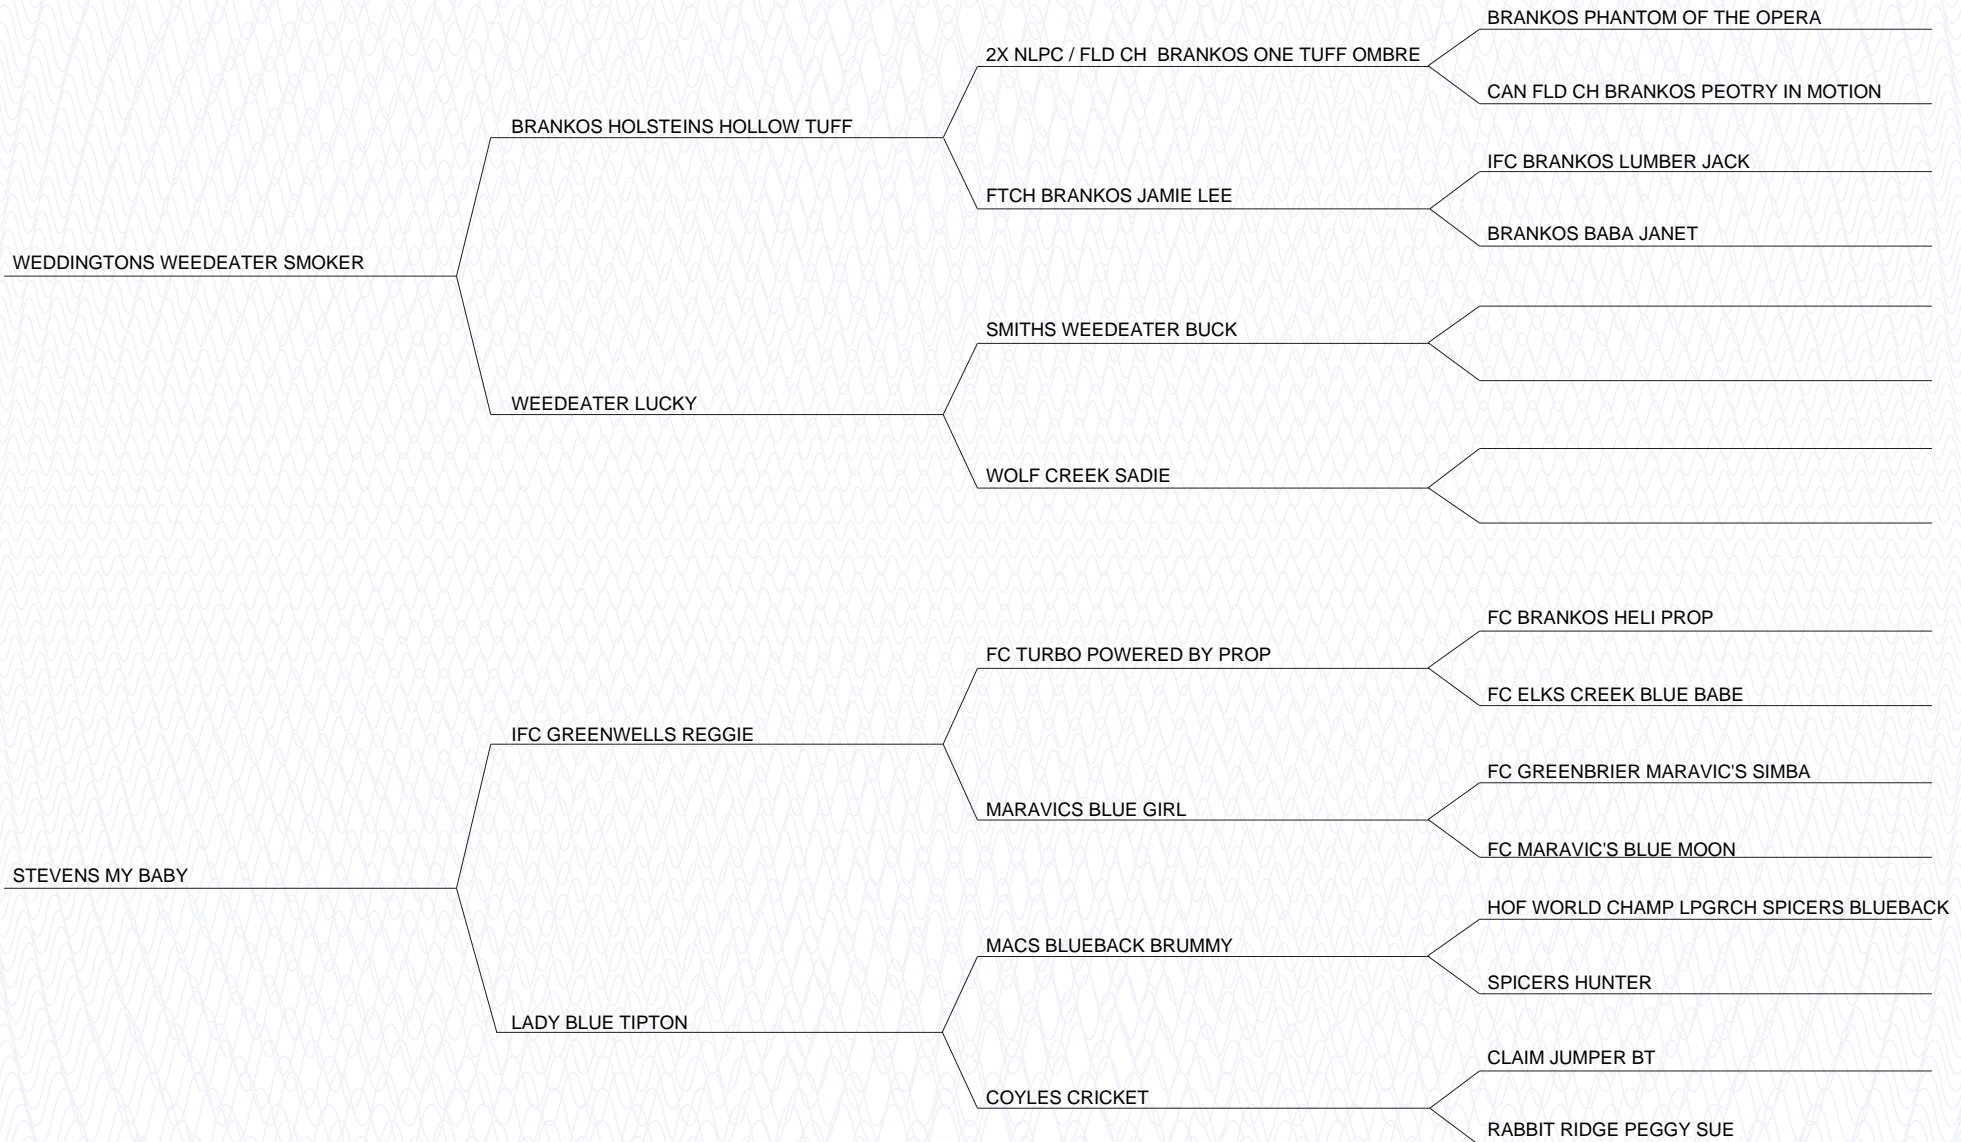 BRANKOS PHANTOM OF THE OPERA
2X NLPC / FLD CH  BRANKOS ONE TUFF OMBRE
CAN FLD CH BRANKOS PEOTRY IN MOTION
BRANKOS HOLSTEINS HOLLOW TUFF
IFC BRANKOS LUMBER JACK
FTCH BRANKOS JAMIE LEE
BRANKOS BABA JANET
WEDDINGTONS WEEDEATER SMOKER
SMITHS WEEDEATER BUCK
WEEDEATER LUCKY
WOLF CREEK SADIE
FC BRANKOS HELI PROP
FC TURBO POWERED BY PROP
FC ELKS CREEK BLUE BABE
IFC GREENWELLS REGGIE
FC GREENBRIER MARAVIC'S SIMBA
MARAVICS BLUE GIRL
FC MARAVIC'S BLUE MOON
STEVENS MY BABY
HOF WORLD CHAMP LPGRCH SPICERS BLUEBACK
MACS BLUEBACK BRUMMY
SPICERS HUNTER
LADY BLUE TIPTON
CLAIM JUMPER BT
COYLES CRICKET
RABBIT RIDGE PEGGY SUE